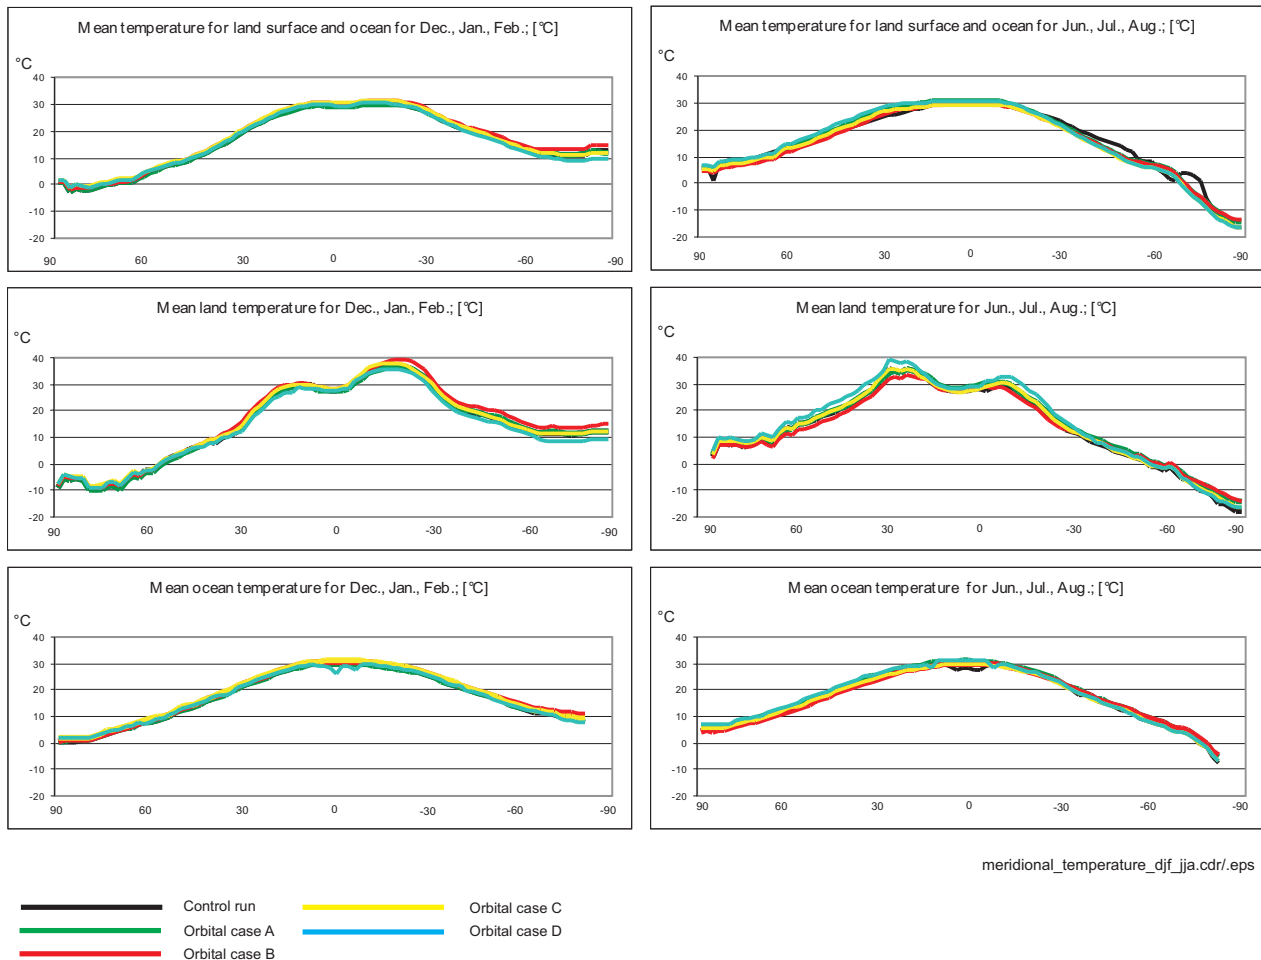 Mean temperature for land surface and ocean for Dec., Jan., Feb.; [°C]
°C
40
30
20
10
0
-10
-20
90 60 30 0 -30 -60 -90
Mean temperature for land surface and ocean for Jun., Jul., Aug.; [°C]
°C
40
30
20
10
0
-10
-20
90 60 30 0 -30 -60 -90
Mean land temperature for Dec., Jan., Feb.; [°C]
°C
40
30
20
10
0
-10
-20
90 60 30 0 -30 -60 -90
Mean land temperature for Jun., Jul., Aug.; [°C]
°C
40
30
20
10
0
-10
-20
90 60 30 0 -30 -60 -90
Mean ocean temperature for Dec., Jan., Feb.; [°C]
°C
40
30
20
10
0
-10
-20
90 60 30 0 -30 -60 -90
Mean ocean temperature for Jun., Jul., Aug.; [°C]
°C
40
30
20
10
0
-10
-20
90 60 30 0 -30 -60 -90
meridional_temperature_djf_jja.cdr/.eps
Control run
Orbital case A
Orbital case B
Orbital case C
Orbital case D